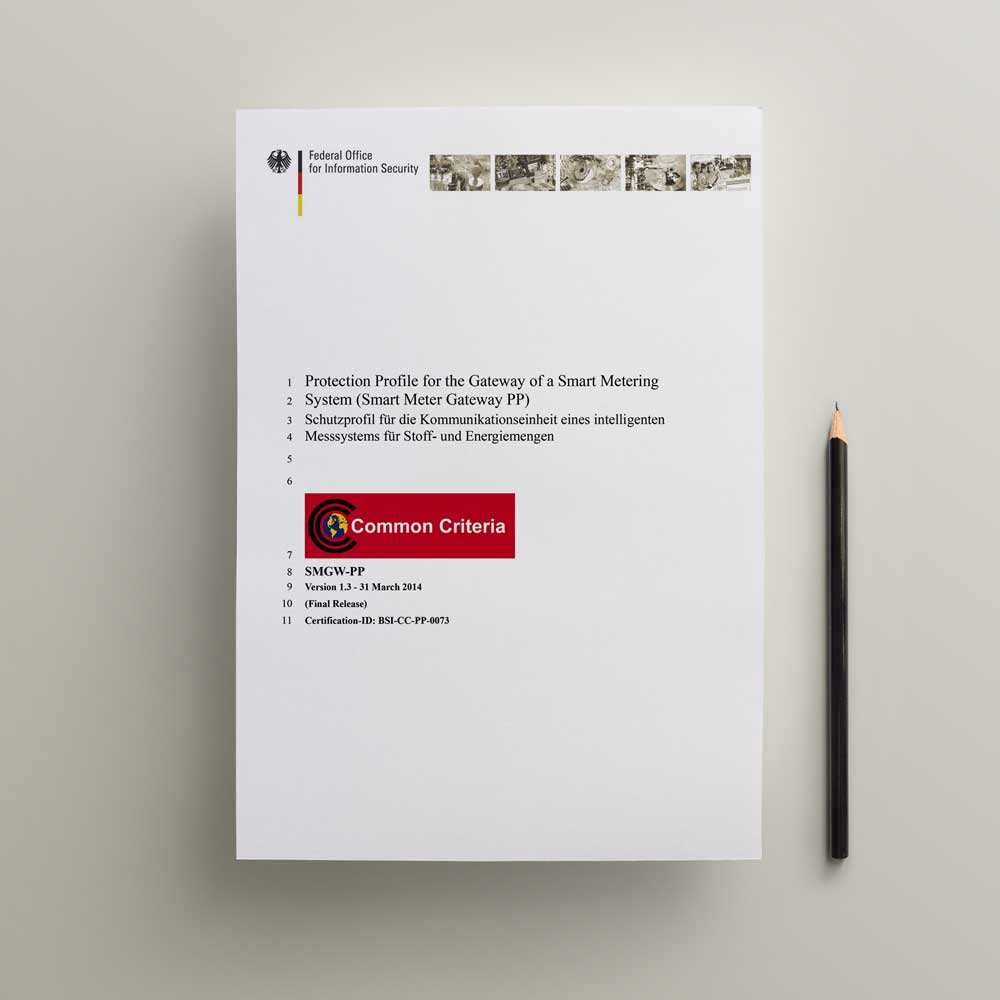 Federal Office
for Information Security
1 Protection Profile for the Gateway of a Smart Metering
2 System (Smart Meter Gateway PP)
3 Schutzprofil für die Kommunikationseinheit eines intelligenten
4 Messsystems für Stoff- und Energiemengen
5
6
Common Criteria
7
8 SMGW-PP
9 Version 1.3 - 31 March 2014
10 (Final Release)
11 Certification-ID: BSI-CC-PP-0073